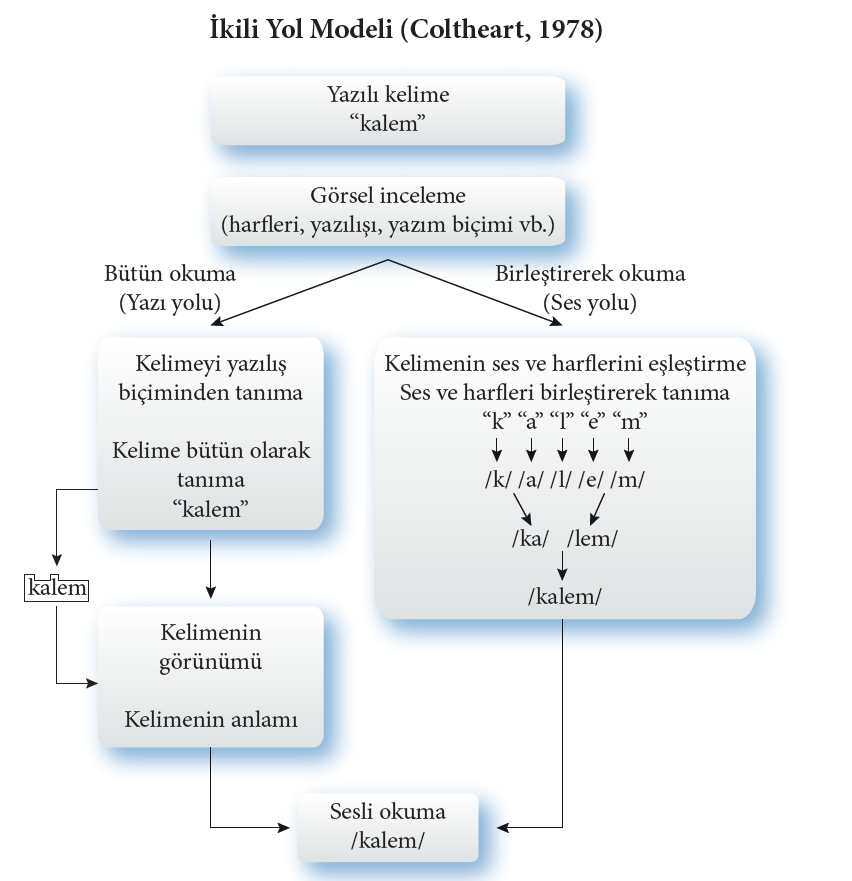 İkili Yol Modeli (Coltheart, 1978)
Yazılı kelime
“kalem”
Görsel inceleme
(harfleri, yazılışı, yazım biçimi vb.)
Bütün okuma
(Yazı yolu)
Birleştirerek okuma
(Ses yolu)
Kelimeyi yazılış
biçiminden tanıma
Kelime bütün olarak
tanıma
“kalem”
Kelimenin ses ve harflerini eşleştirme
Ses ve harfleri birleştirerek tanıma
“k” “a” “l” “e” “m”
/k/ /a/ /l/ /e/ /m/
/ka/ /lem/
/kalem/
kalem
Kelimenin
görünümü
Kelimenin anlamı
Sesli okuma
/kalem/